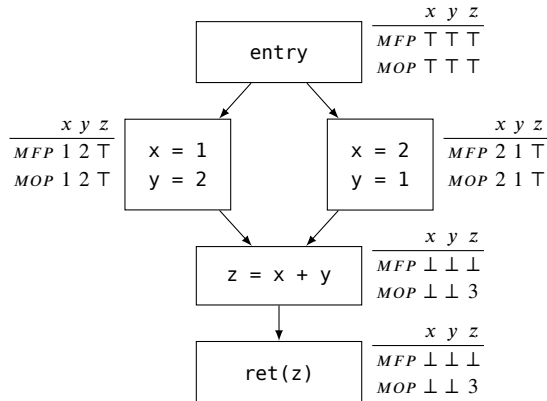 x y z
MFP ⊤ ⊤ ⊤
MOP ⊤ ⊤ ⊤
entry
x y z
MFP 1 2 ⊤
MOP 1 2 ⊤
x = 1
y = 2
x = 2
y = 1
x y z
MFP 2 1 ⊤
MOP 2 1 ⊤
z = x + y
x y z
MFP ⊥ ⊥ ⊥
MOP ⊥ ⊥ 3
ret(z)
x y z
MFP ⊥ ⊥ ⊥
MOP ⊥ ⊥ 3